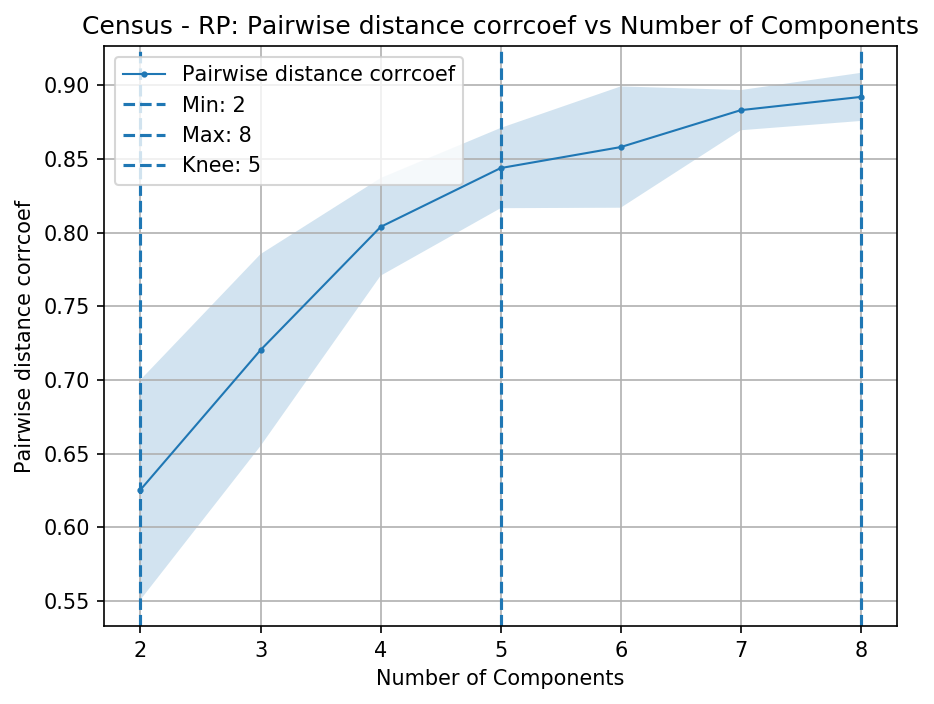 Census - RP: Pairwise distance corrcoef vs Number of Components
Pairwise distance corrcoef
Min: 2
Max: 8
Knee: 5
0.90
0.85
0.80
0.75
0.70
0.65
0.60
0.55
Pairwise distance corrcoef
2 3 4 5 6 7 8
Number of Components